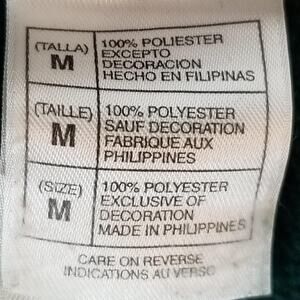 (TALLA)
M
100% POLIESTER
EXCEPTO
DECORACION
HECHO EN FILIPINAS
(TAILLE)
M
100% POLYESTER
SAUF DECORATION
FABRIQUE AUX
PHILIPPINES
(SIZE)
M
100% POLYESTER
EXCLUSIVE OF
DECORATION
MADE IN PHILIPPINES
CARE ON REVERSE
INDICATIONS AU VERSO